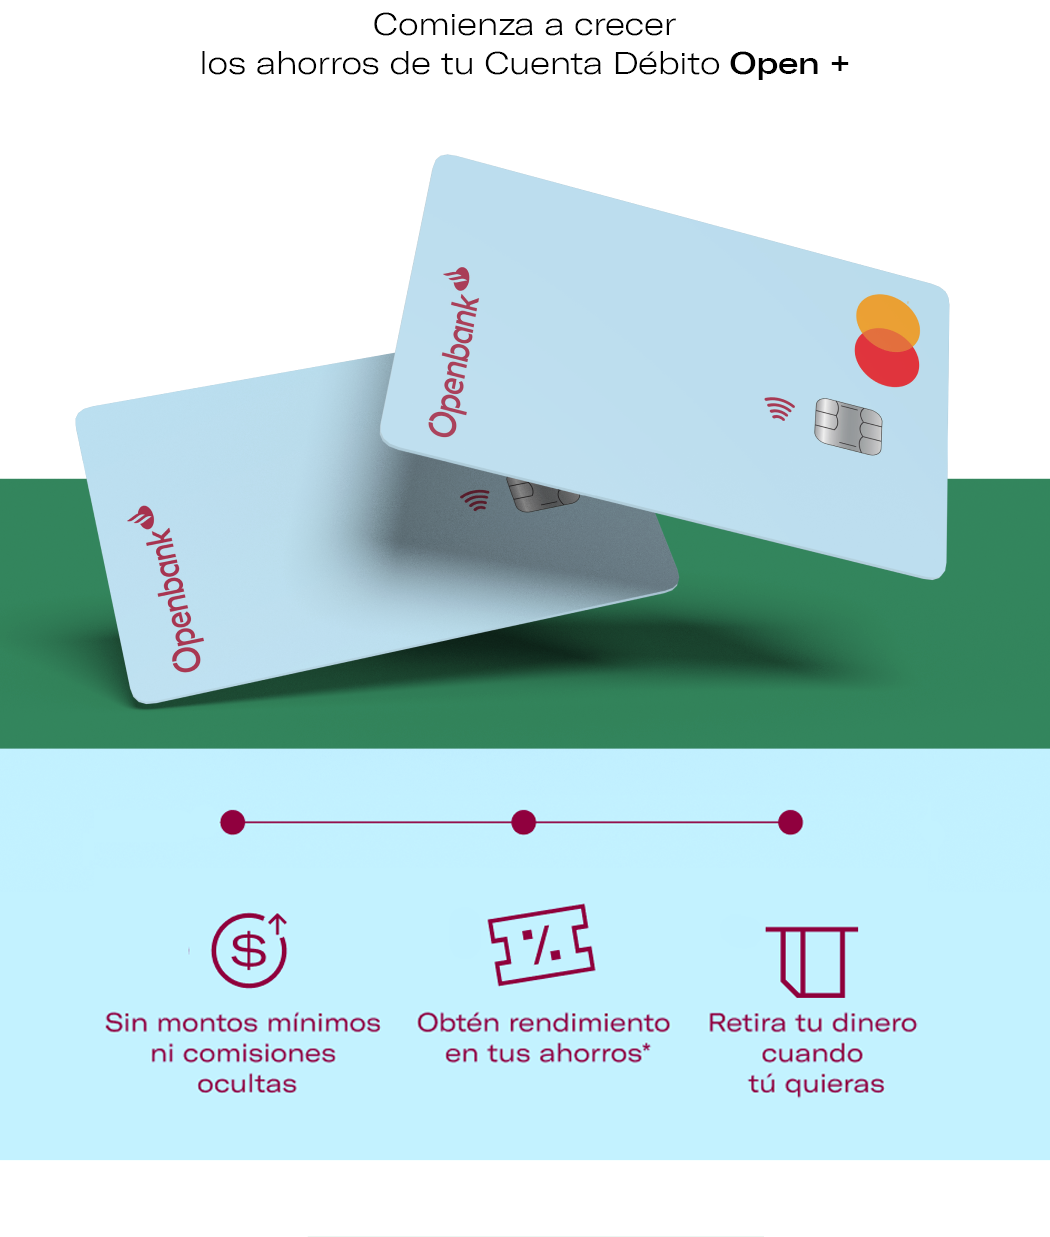 Comienza a crecer
los ahorros de tu Cuenta Débito Open +
Openbank
Openbank
$
%
Sin montos mínimos
ni comisiones
ocultas
Obtén rendimiento
en tus ahorros*
Retira tu dinero
cuando
tú quieras